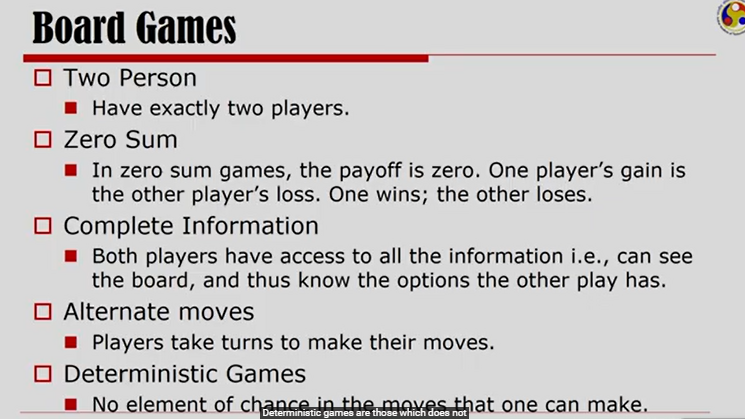 Board Games
Two Person
Have exactly two players.
Zero Sum
In zero sum games, the payoff is zero. One player's gain is
the other player's loss. One wins; the other loses.
Complete Information
Both players have access to all the information i.e., can see
the board, and thus know the options the other play has.
Alternate moves
Players take turns to make their moves.
Deterministic Games
No element of chance in the moves that one can make.
Deterministic games are those which does not